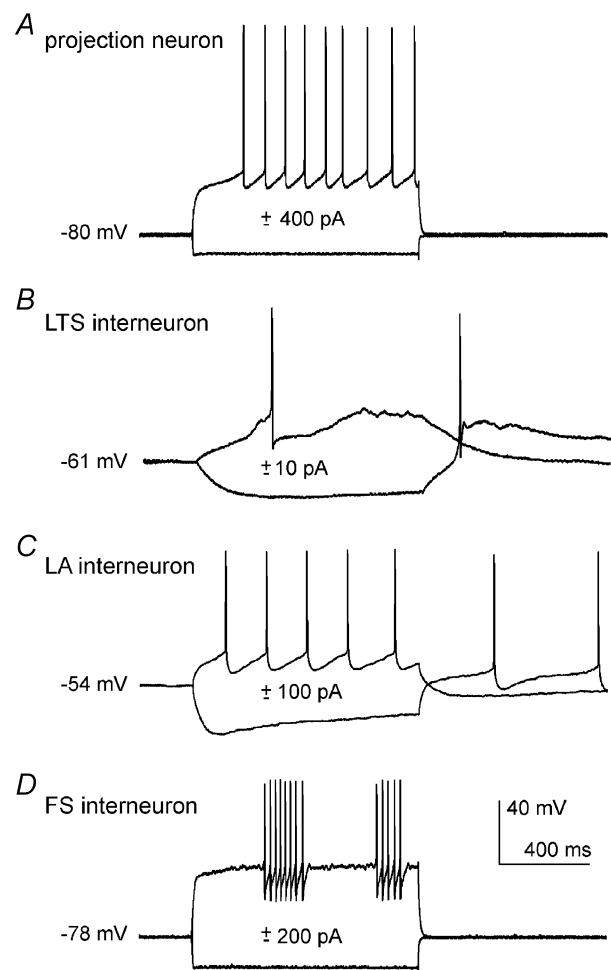 A
projection neuron
± 400 pA
-80 mV
B
LTS interneuron
-61 mV
±10 pA
C
LA interneuron
-54 mV
± 100 pA
D
FS interneuron
40 mV
400 ms
-78 mV
± 200 pA